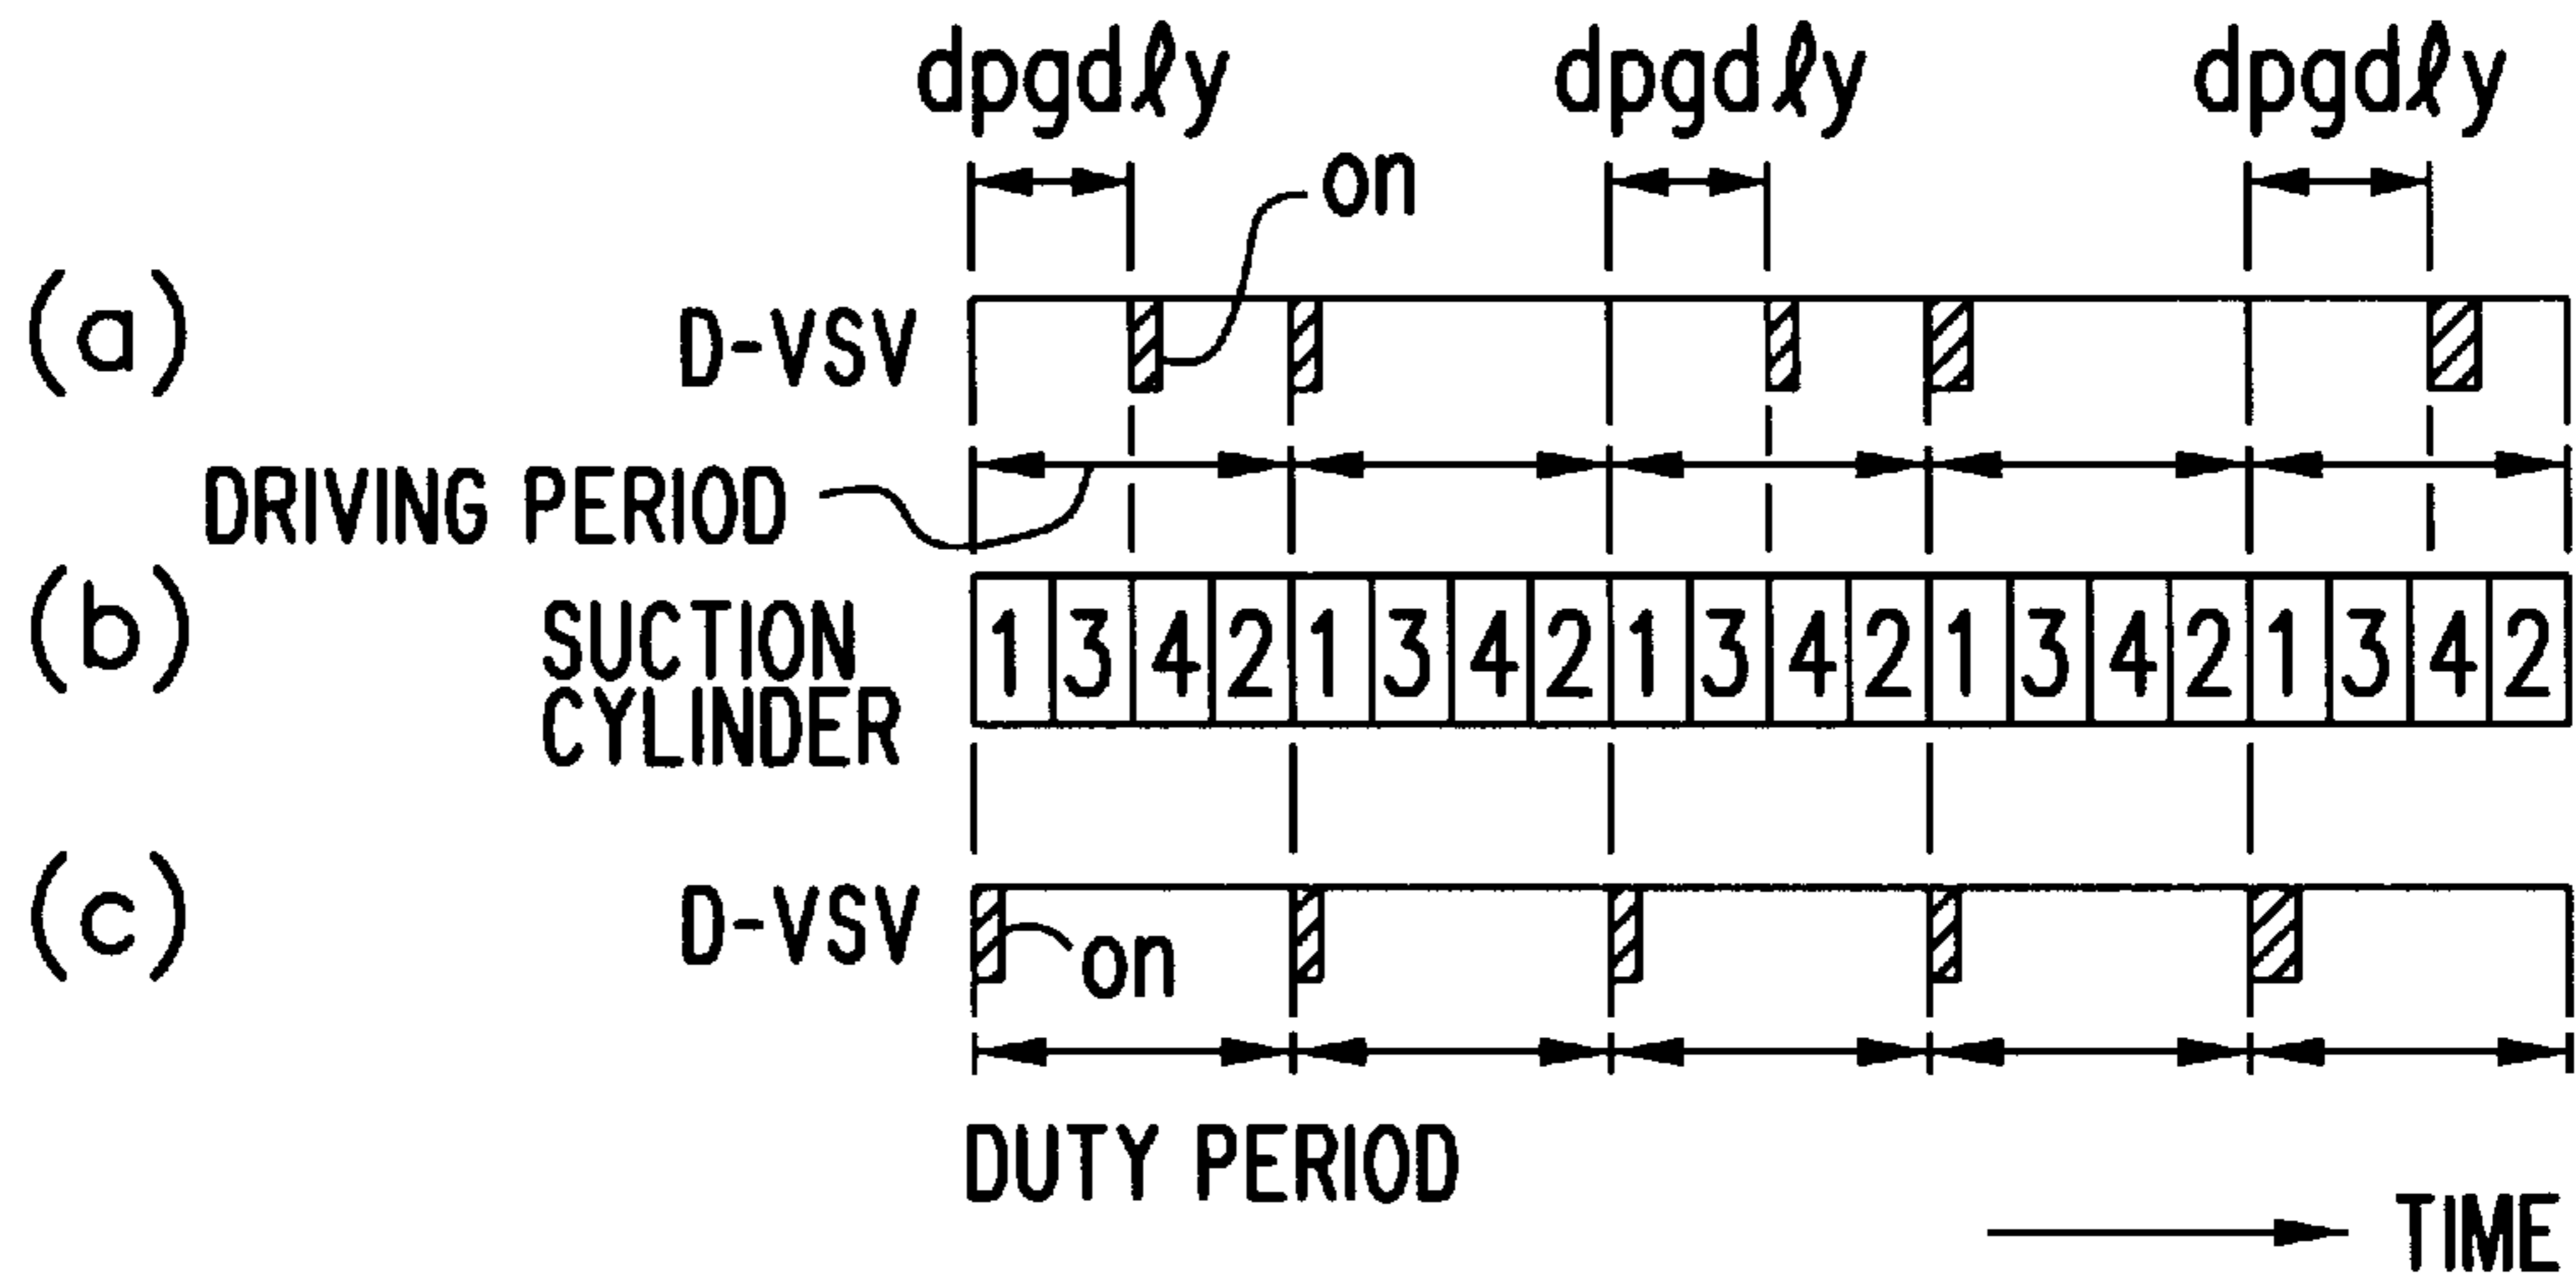 dpgdℓy dpgdℓy dpgdℓy
on
(a) D-VSV
DRIVING PERIOD
(b) SUCTION CYLINDER
1 3 4 2 1 3 4 2 1 3 4 2 1 3 4 2 1 3 4 2
(c) D-VSV
on
DUTY PERIOD
TIME